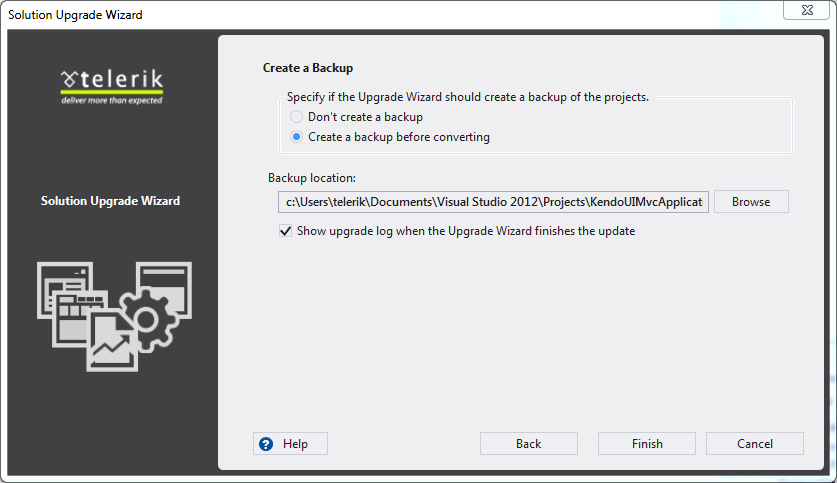 Solution Upgrade Wizard
telerik
deliver more than expected
Solution Upgrade Wizard
Create a Backup
Specify if the Upgrade Wizard should create a backup of the projects.
Don't create a backup
Create a backup before converting
Backup location:
c:\Users\telerik\Documents\Visual Studio 2012\Projects\KendoUIMvcApplicati
Browse
Show upgrade log when the Upgrade Wizard finishes the update
? Help
Back
Finish
Cancel